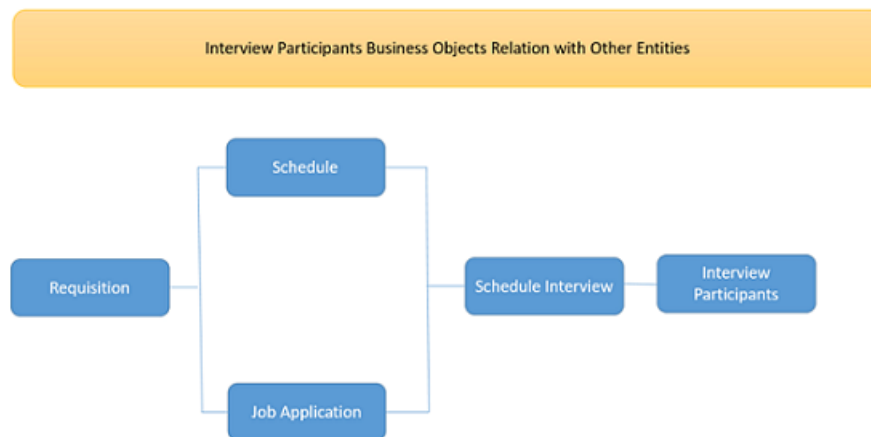 Interview Participants Business Objects Relation with Other Entities
Schedule
Requisition
Schedule Interview
Interview
Participants
Job Application